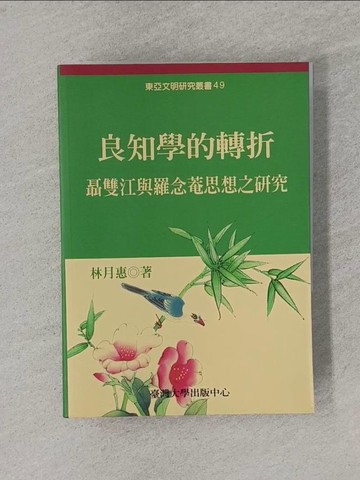 東亞文明研究叢書49
良知學的轉折
聶雙江與羅念菴思想之研究
林月惠◎著
臺灣大學出版中心